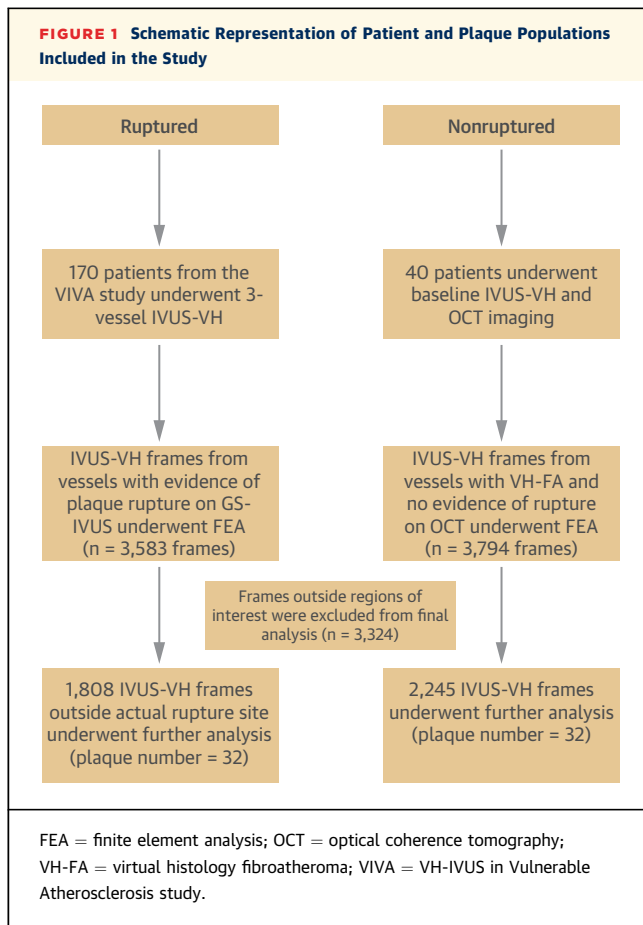 FIGURE 1 Schematic Representation of Patient and Plaque Populations
Included in the Study
Ruptured
Nonruptured
170 patients from the
VIVA study underwent 3-
vessel IVUS-VH
40 patients underwent
baseline IVUS-VH and
OCT imaging
IVUS-VH frames from
vessels with evidence of
plaque rupture on GS-
IVUS underwent FEA
(n = 3,583 frames)
IVUS-VH frames from
vessels with VH-FA and
no evidence of rupture
on OCT underwent FEA
(n = 3,794 frames)
Frames outside regions of
interest were excluded from final
analysis (n = 3,324)
1,808 IVUS-VH frames
outside actual rupture site
underwent further analysis
(plaque number = 32)
2,245 IVUS-VH frames
underwent further analysis
(plaque number = 32)
FEA = finite element analysis; OCT = optical coherence tomography;
VH-FA = virtual histology fibroatheroma; VIVA = VH-IVUS in Vulnerable
Atherosclerosis study.